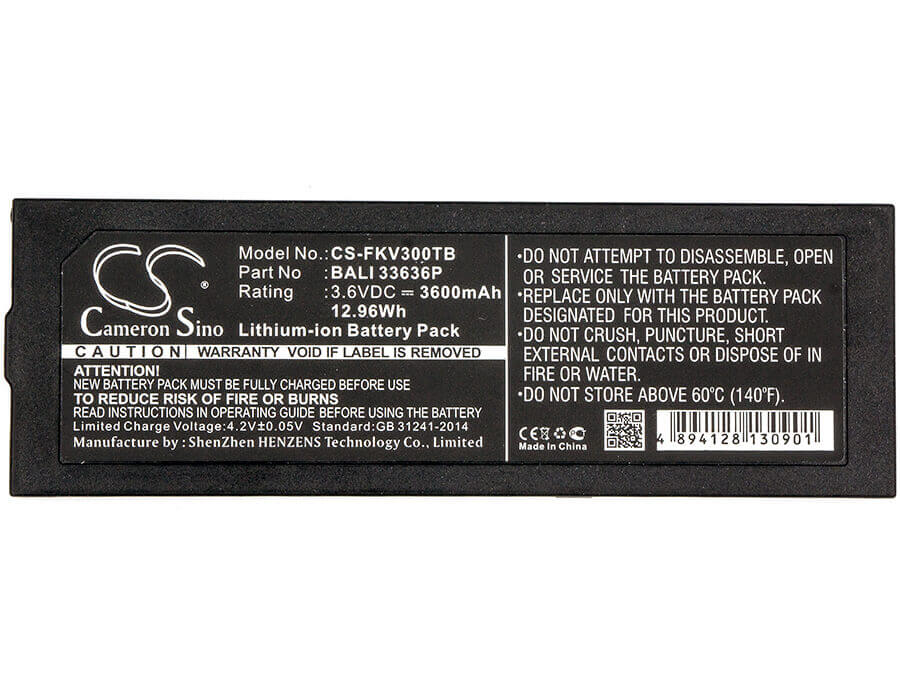 CS ®
Cameron Sino
Model No.:CS-FKV300TB
Part No :BALI 33636P
Rating :3.6VDC ⎓ 3600mAh
12.96Wh
Lithium-ion Battery Pack
CAUTION WARRANTY VOID IF LABEL IS REMOVED
ATTENTION!
NEW BATTERY PACK MUST BE FULLY CHARGED BEFORE USE
TO REDUCE RISK OF FIRE OR BURNS
READ INSTRUCTIONS IN OPERATING GUIDE BEFORE USING THE BATTERY
Limited Charge Voltage:4.2V±0.05V Standard:GB 31241-2014
Manufacture by : ShenZhen HENZENS Technology Co., Limited
•DO NOT ATTEMPT TO DISASSEMBLE, OPEN
OR SERVICE THE BATTERY PACK.
•REPLACE ONLY WITH THE BATTERY PACK
DESIGNATED FOR THIS PRODUCT.
•DO NOT CRUSH, PUNCTURE, SHORT
EXTERNAL CONTACTS OR DISPOSE OF IN
FIRE OR WATER.
•DO NOT STORE ABOVE 60°C (140°F).
CE
Made In China
4 894128 130901